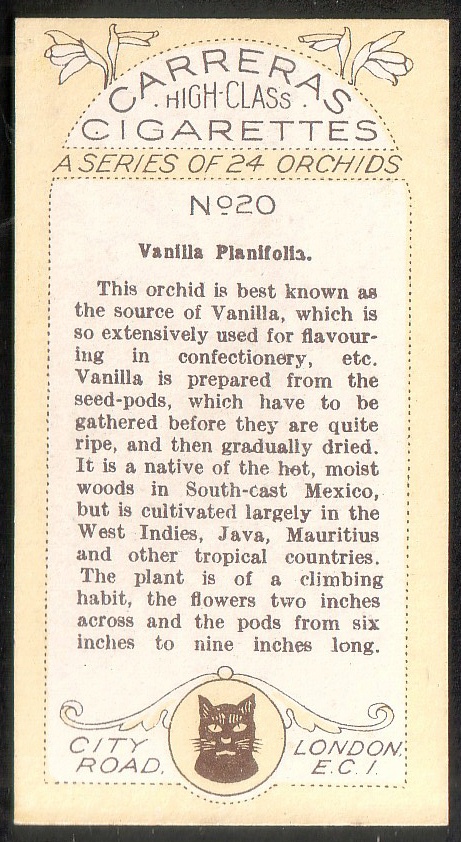 CARRERAS
· HIGH-CLASS ·
CIGARETTES
A SERIES OF 24 ORCHIDS
Nº20
Vanilla Planifolia.
This orchid is best known as
the source of Vanilla, which is
so extensively used for flavour-
ing in confectionery, etc.
Vanilla is prepared from the
seed-pods, which have to be
gathered before they are quite
ripe, and then gradually dried.
It is a native of the hot, moist
woods in South-East Mexico,
but is cultivated largely in the
West Indies, Java, Mauritius
and other tropical countries.
The plant is of a climbing
habit, the flowers two inches
across and the pods from six
inches to nine inches long.
CITY
ROAD.
LONDON.
E.C.1.